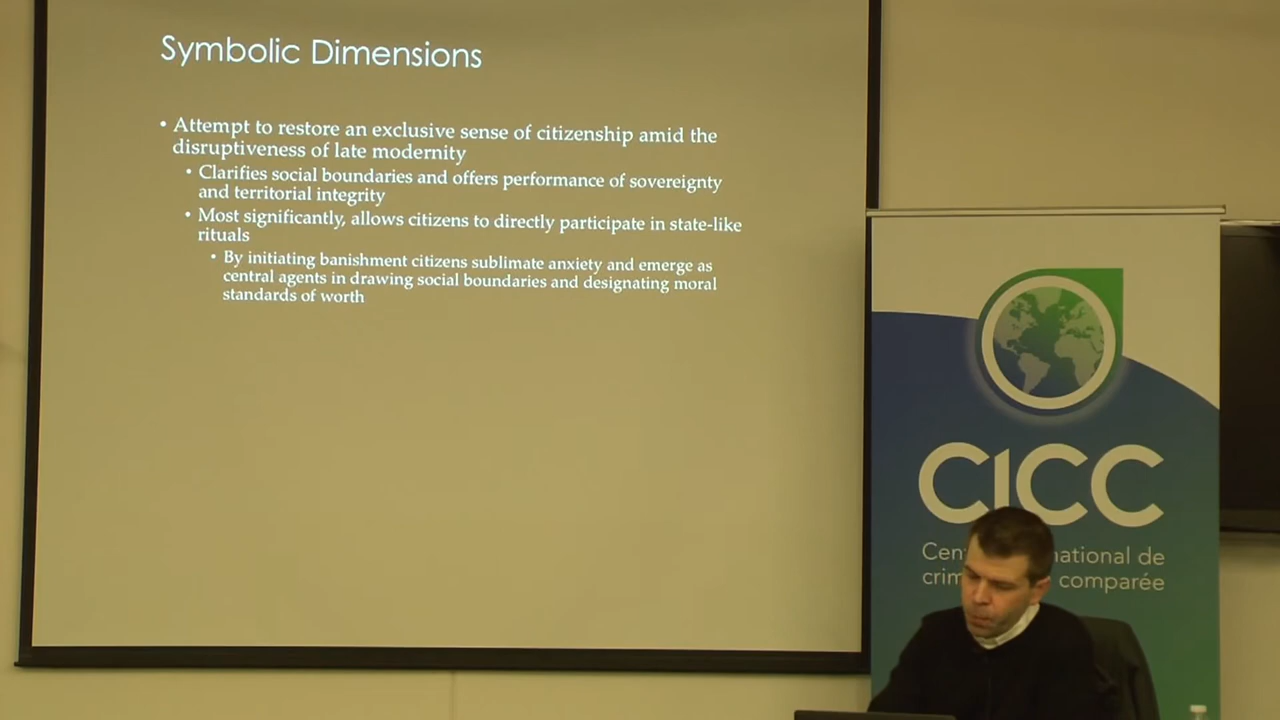 Symbolic Dimensions
• Attempt to restore an exclusive sense of citizenship amid the
disruptiveness of late modernity
• Clarifies social boundaries and offers performance of sovereignty
and territorial integrity
• Most significantly, allows citizens to directly participate in state-like
rituals
• By initiating banishment citizens sublimate anxiety and emerge as
central agents in drawing social boundaries and designating moral
standards of worth
CICC
de
comparée